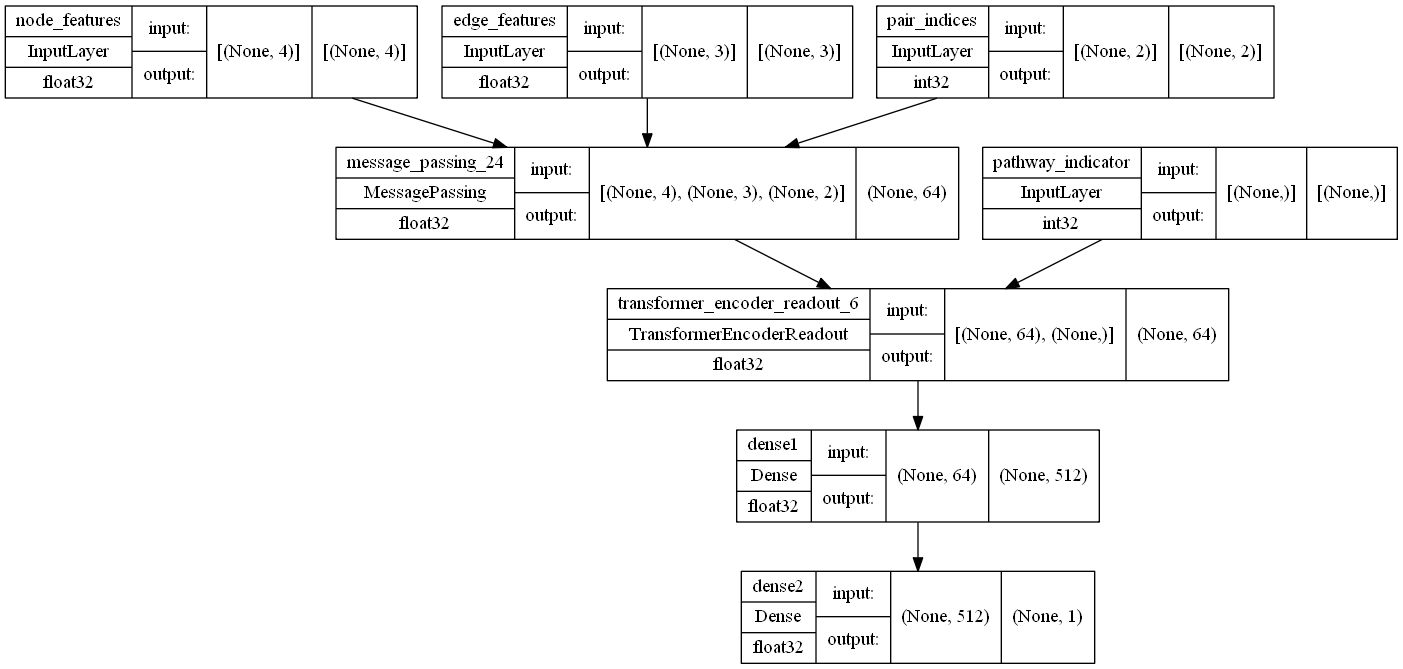 node_features
InputLayer
float32
input:
output:
[(None, 4)]
[(None, 4)]
edge_features
InputLayer
float32
input:
output:
[(None, 3)]
[(None, 3)]
pair_indices
InputLayer
int32
input:
output:
[(None, 2)]
[(None, 2)]
message_passing_24
MessagePassing
float32
input:
output:
[(None, 4), (None, 3), (None, 2)]
(None, 64)
pathway_indicator
InputLayer
int32
input:
output:
[(None,)]
[(None,)]
transformer_encoder_readout_6
TransformerEncoderReadout
float32
input:
output:
[(None, 64), (None,)]
(None, 64)
dense1
Dense
float32
input:
output:
(None, 64)
(None, 512)
dense2
Dense
float32
input:
output:
(None, 512)
(None, 1)